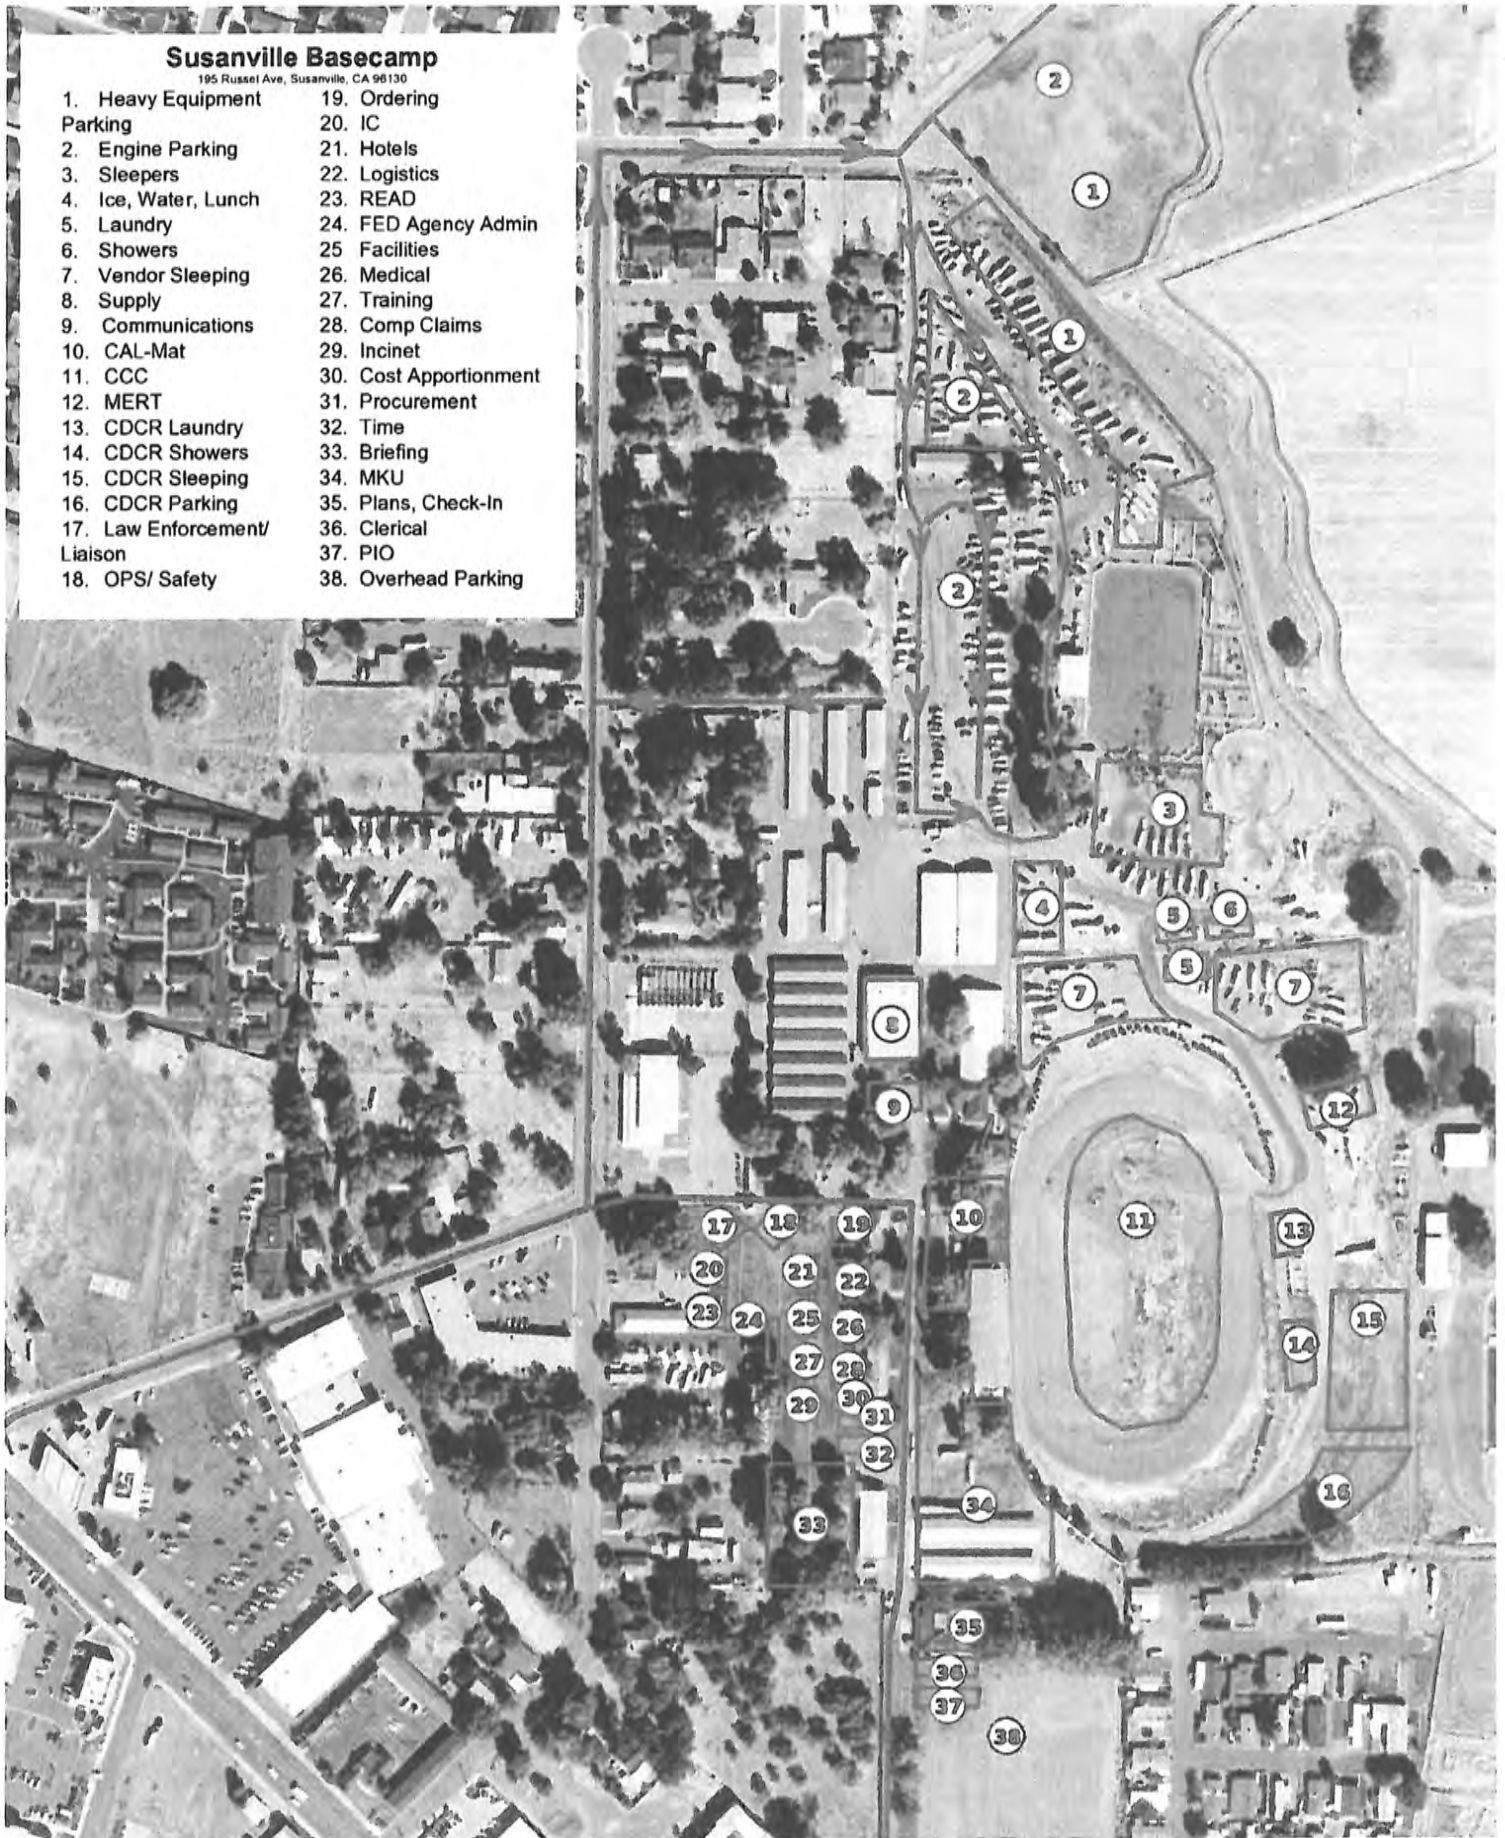 Susanville Basecamp
195 Russel Ave, Susanville, CA 96130
1. Heavy Equipment
Parking
2. Engine Parking
3. Sleepers
4. Ice, Water, Lunch
5. Laundry
6. Showers
7. Vendor Sleeping
8. Supply
9. Communications
10. CAL-Mat
11. CCC
12. MERT
13. CDCR Laundry
14. CDCR Showers
15. CDCR Sleeping
16. CDCR Parking
17. Law Enforcement/
Liaison
18. OPS/ Safety
19. Ordering
20. IC
21. Hotels
22. Logistics
23. READ
24. FED Agency Admin
25 Facilities
26. Medical
27. Training
28. Comp Claims
29. Incinet
30. Cost Apportionment
31. Procurement
32. Time
33. Briefing
34. MKU
35. Plans, Check-In
36. Clerical
37. PIO
38. Overhead Parking
2
1
1
2
2
3
4
5
6
5
7
7
8
9
12
10
11
13
17
18
19
20
21
22
23
24
25
26
14
15
27
28
29
30
31
32
16
34
33
35
36
37
38